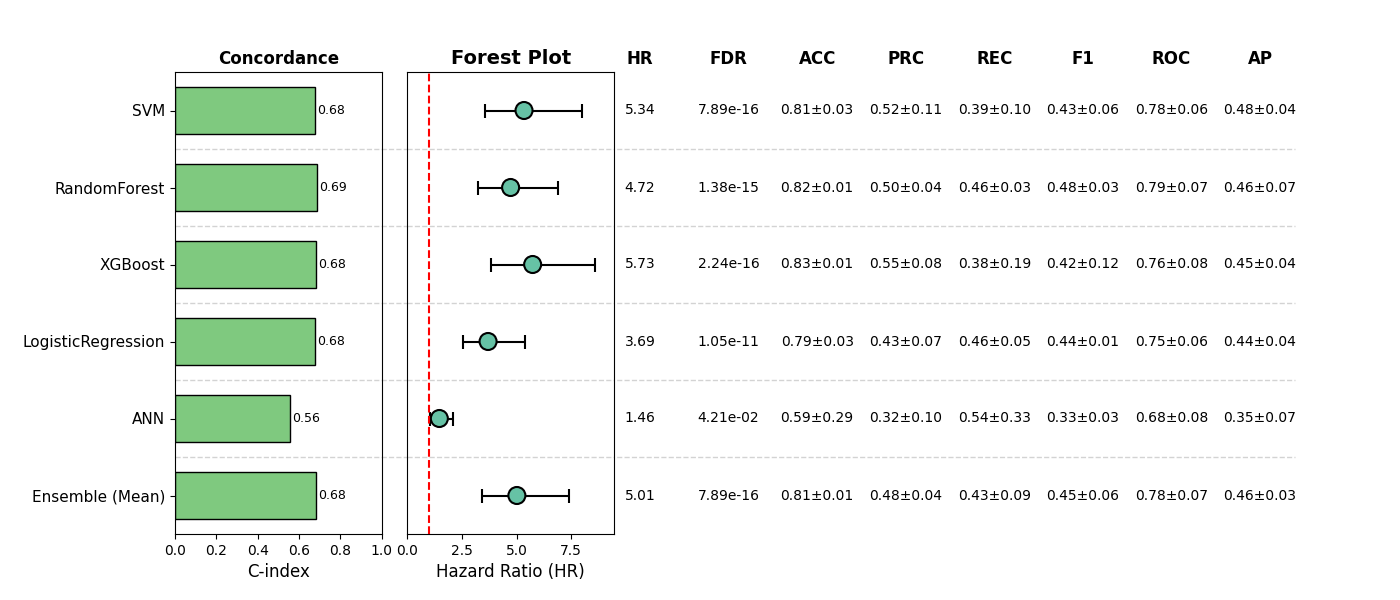 Concordance Forest Plot HR FDR ACC PRC REC F1 ROC AP
SVM 0.68 5.34 7.89e-16 0.81±0.03 0.52±0.11 0.39±0.10 0.43±0.06 0.78±0.06 0.48±0.04
RandomForest 0.69 4.72 1.38e-15 0.82±0.01 0.50±0.04 0.46±0.03 0.48±0.03 0.79±0.07 0.46±0.07
XGBoost 0.68 5.73 2.24e-16 0.83±0.01 0.55±0.08 0.38±0.19 0.42±0.12 0.76±0.08 0.45±0.04
LogisticRegression 0.68 3.69 1.05e-11 0.79±0.03 0.43±0.07 0.46±0.05 0.44±0.01 0.75±0.06 0.44±0.04
ANN 0.56 1.46 4.21e-02 0.59±0.29 0.32±0.10 0.54±0.33 0.33±0.03 0.68±0.08 0.35±0.07
Ensemble (Mean) 0.68 5.01 7.89e-16 0.81±0.01 0.48±0.04 0.43±0.09 0.45±0.06 0.78±0.07 0.46±0.03
0.0 0.2 0.4 0.6 0.8 1.0 0.0 2.5 5.0 7.5
C-index Hazard Ratio (HR)